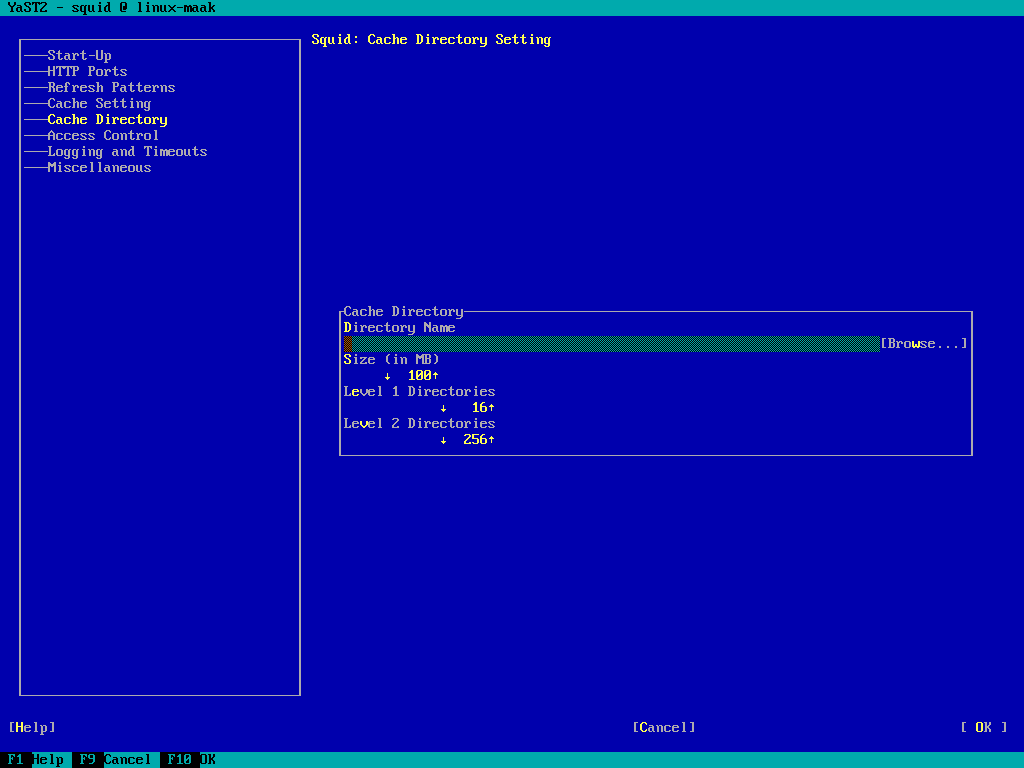 YaST2 - squid @ linux-maak
Squid: Cache Directory Setting
Start-Up
HTTP Ports
Refresh Patterns
Cache Setting
Cache Directory
Access Control
Logging and Timeouts
Miscellaneous
Cache Directory
Directory Name
[Browse...]
Size (in MB)
↓ 100↑
Level 1 Directories
↓ 16↑
Level 2 Directories
↓ 256↑
[Help] [Cancel] [ OK ]
F1 Help F9 Cancel F10 OK